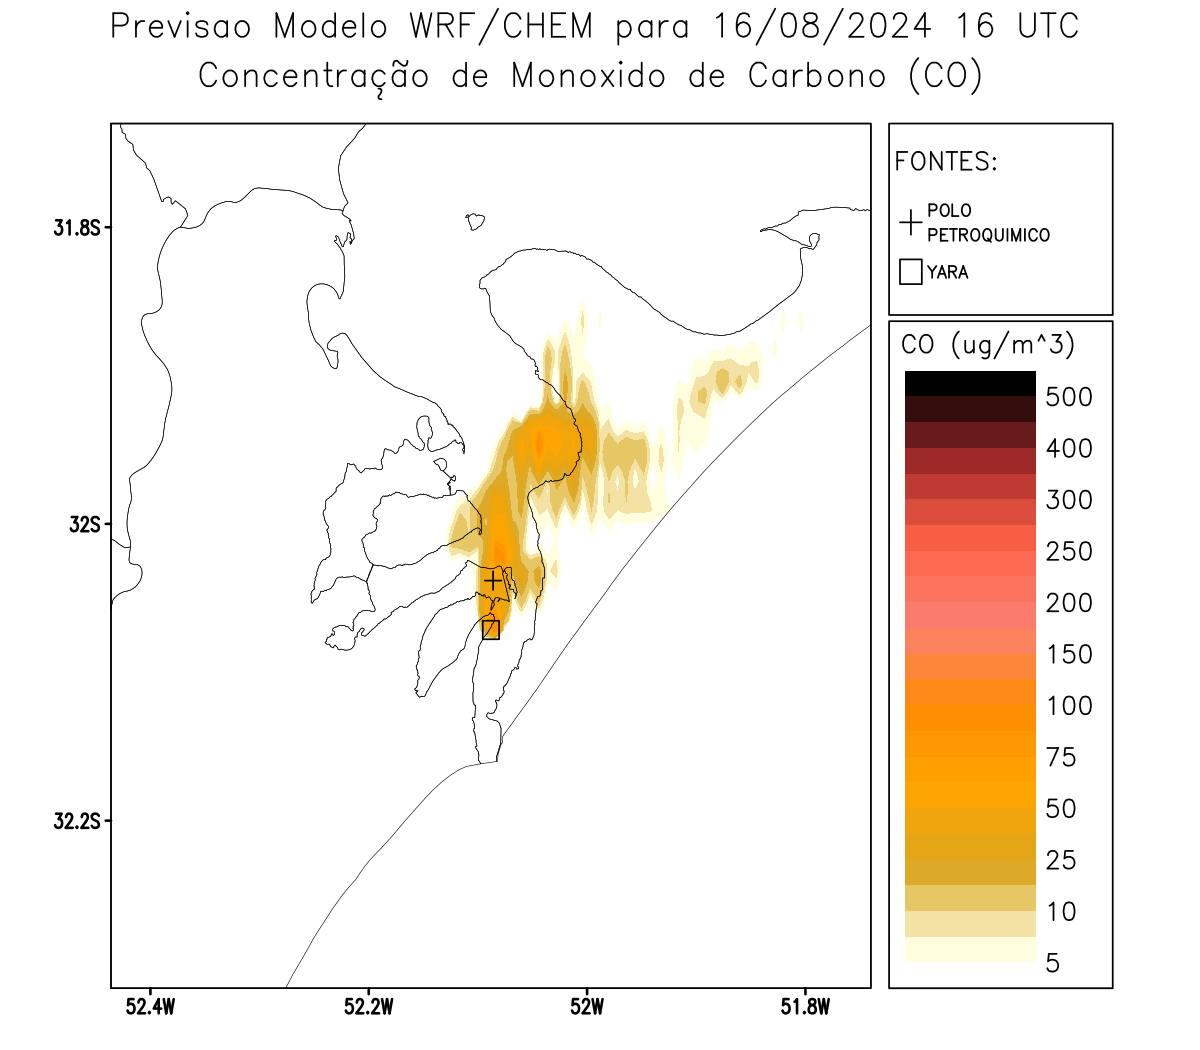 Previsao Modelo WRF/CHEM para 16/08/2024 16 UTC
Concentração de Monoxido de Carbono (CO)
FONTES:
POLO
PETROQUIMICO
YARA
31.8S
32S
32.2S
52.4W
52.2W
52W
51.8W
CO (ug/m^3)
500
400
300
250
200
150
100
75
50
25
10
5